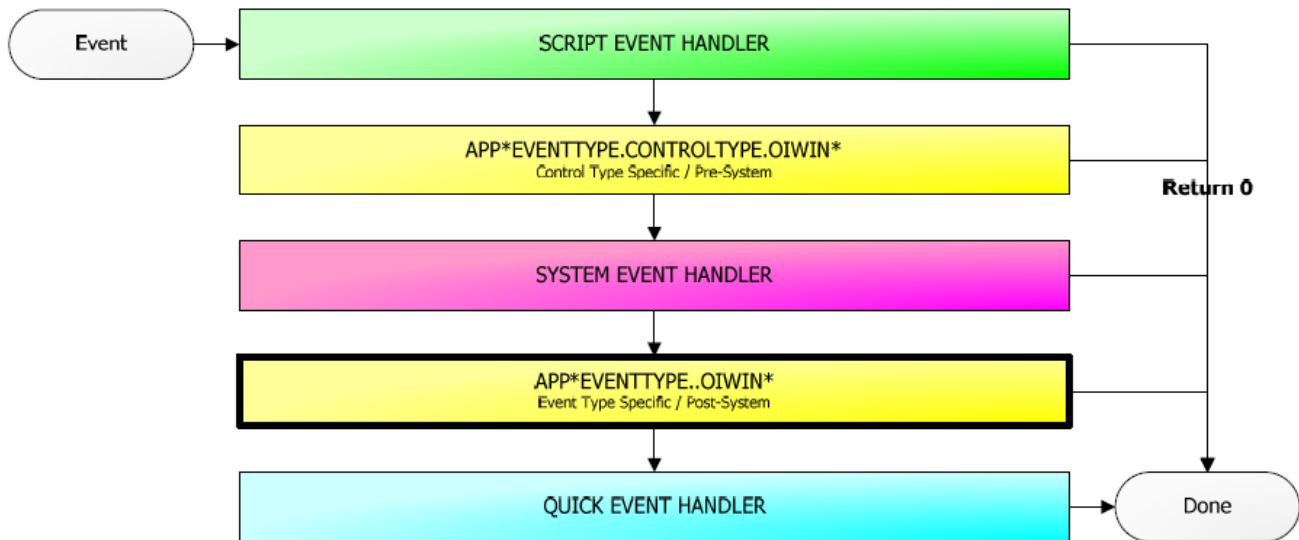 Event
SCRIPT EVENT HANDLER
APP*EVENTTYPE.CONTROLTYPE.OIWIN*
Control Type Specific / Pre-System
Return 0
SYSTEM EVENT HANDLER
APP*EVENTTYPE..OIWIN*
Event Type Specific / Post-System
QUICK EVENT HANDLER
Done